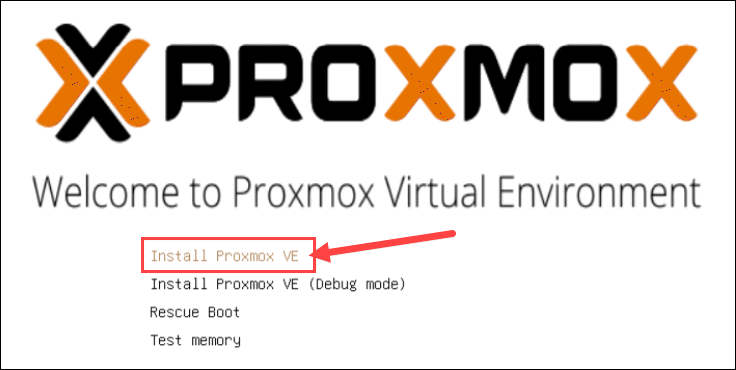 PROXMOX
Welcome to Proxmox Virtual Environment
Install Proxmox VE
Install Proxmox VE (Debug mode)
Rescue Boot
Test memory